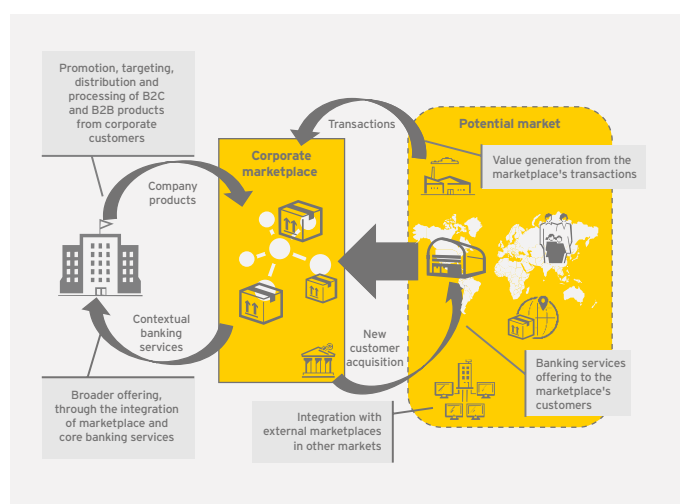 Promotion, targeting,
distribution and
processing of B2C
and B2B products
from corporate
customers
Company
products
Contextual
banking
services
Broader offering,
through the integration
of marketplace and
core banking services
Corporate
marketplace
Transactions
New
customer
acquisition
Potential market
Value generation from the
marketplace's transactions
Banking services
offering to the
marketplace's
customers
Integration with
external marketplaces
in other markets